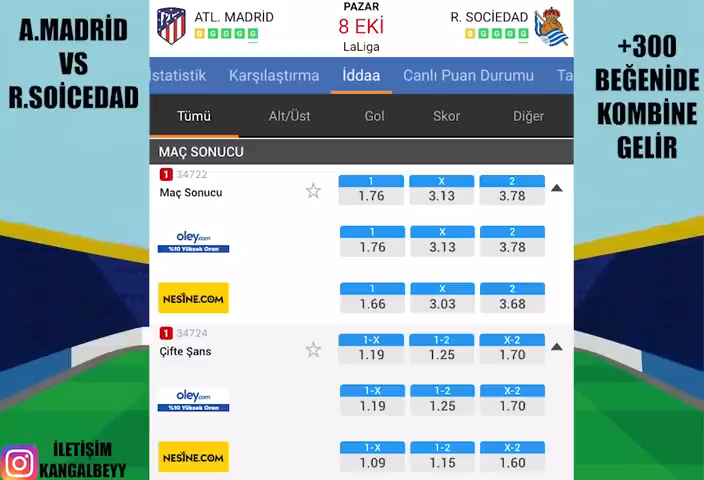 A.MADRİD
VS
R.SOİCEDAD
ATL. MADRİD
B G G G G
PAZAR
8 EKİ
LaLiga
R. SOCİEDAD
B G G G G
+300
BEĞENİDE
KOMBİNE
GELİR
İstatistik Karşılaştırma İddaa Canlı Puan Durumu Ta
Tümü Alt/Üst Gol Skor Diğer
MAÇ SONUCU
1 34722
Maç Sonucu
1 X 2
1.76 3.13 3.78
oley.com
%10 Yüksek Oran
1 X 2
1.76 3.13 3.78
NESİNE.COM
1 X 2
1.66 3.03 3.68
1 34724
Çifte Şans
1-X 1-2 X-2
1.19 1.25 1.70
oley.com
%10 Yüksek Oran
1-X 1-2 X-2
1.19 1.25 1.70
NESİNE.COM
1-X 1-2 X-2
1.09 1.15 1.60
İLETİŞİM
KANGALBEYY